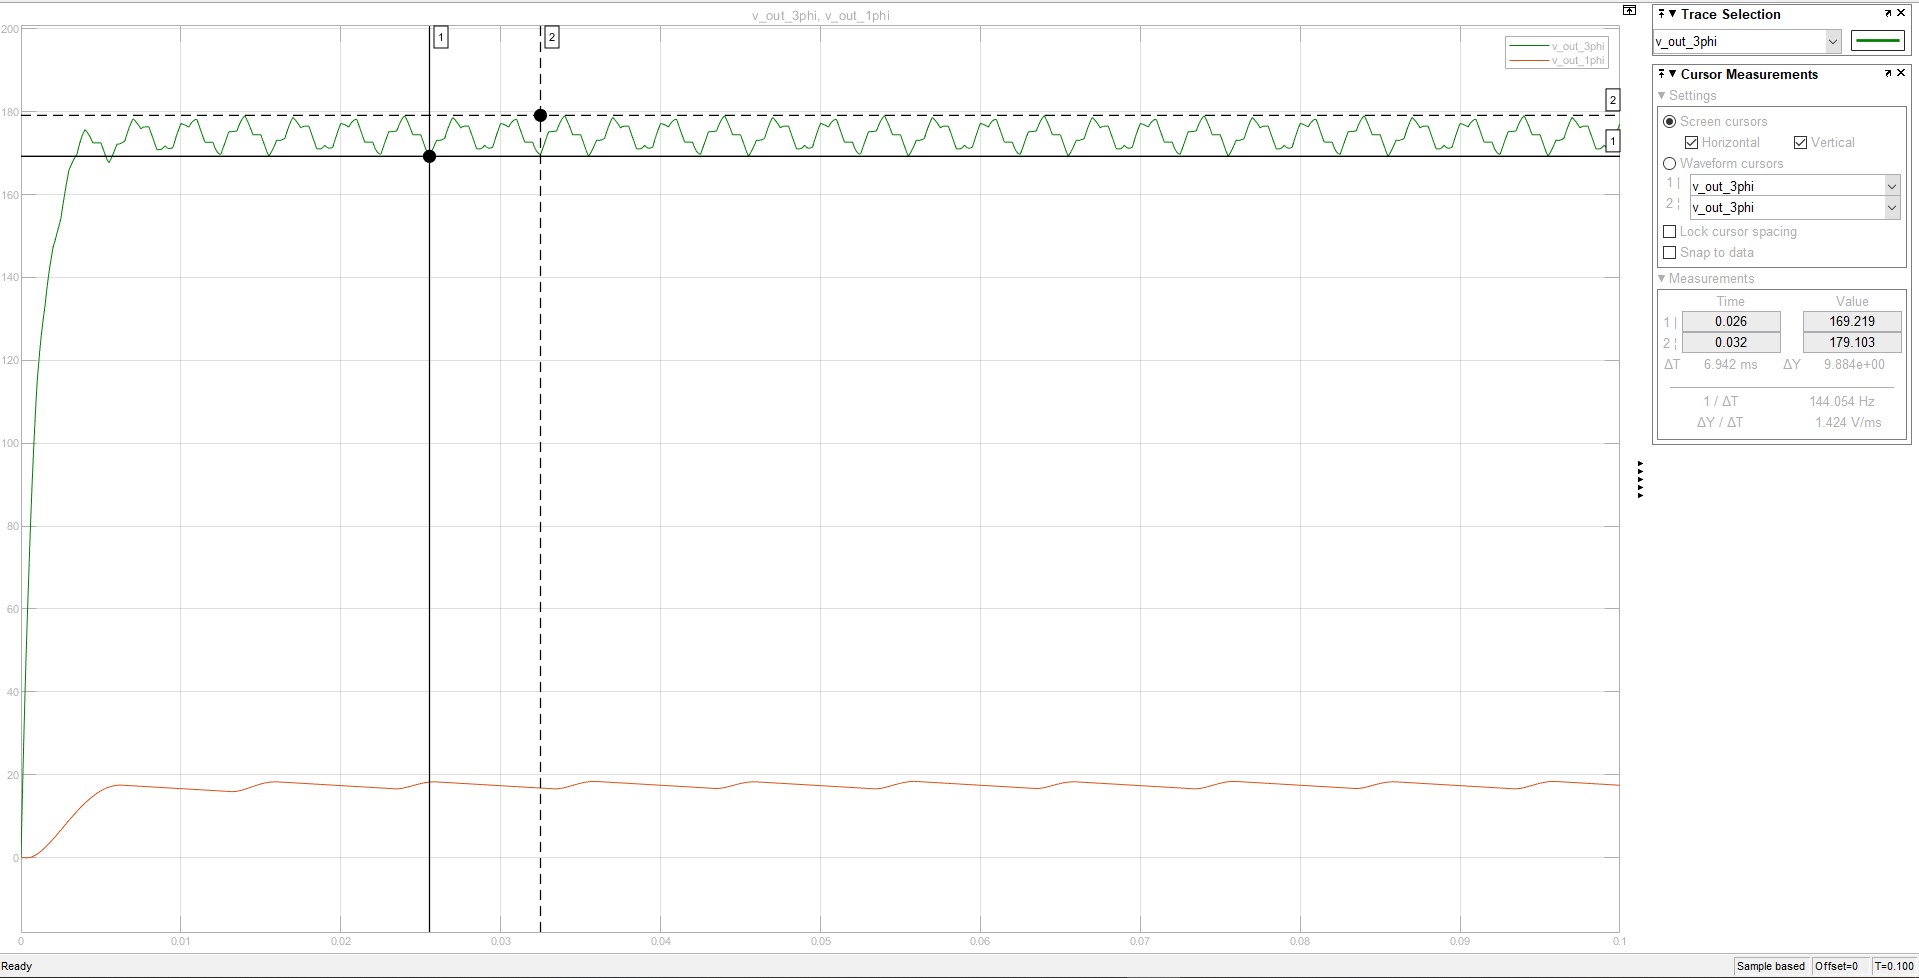 v_out_3phi, v_out_1phi
200
180
160
140
120
100
80
60
40
20
0
1
2
v_out_3phi
v_out_1phi
2
1
0
0.01
0.02
0.03
0.04
0.05
0.06
0.07
0.08
0.09
0.1
Trace Selection
v_out_3phi
Cursor Measurements
Settings
Screen cursors
Horizontal Vertical
Waveform cursors
1 | v_out_3phi
2 ¦ v_out_3phi
Lock cursor spacing
Snap to data
Measurements
Time Value
1 | 0.026 169.219
2 ¦ 0.032 179.103
ΔT 6.942 ms ΔY 9.884e+00
1 / ΔT 144.054 Hz
ΔY / ΔT 1.424 V/ms
Ready
Sample based Offset=0 T=0.100